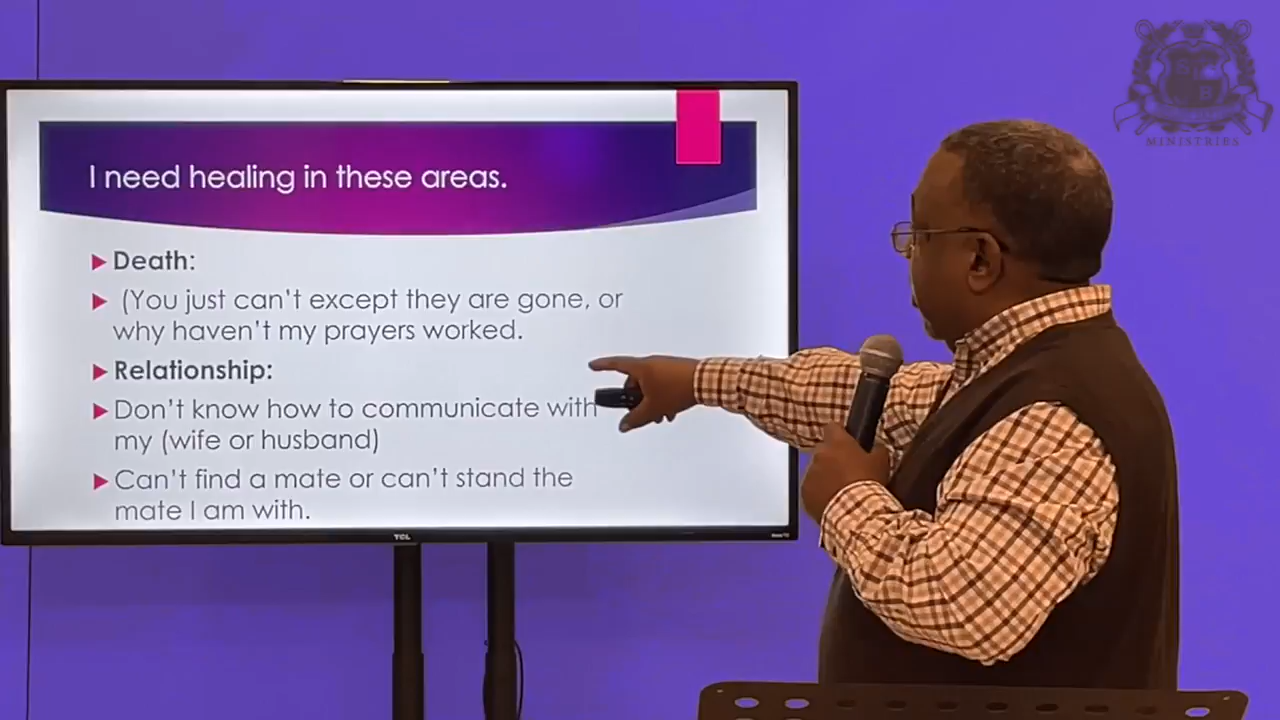 I need healing in these areas.
Death:
(You just can't except they are gone, or
why haven't my prayers worked.
Relationship:
Don't know how to communicate with
my (wife or husband)
Can't find a mate or can't stand the
mate I am with.
TCL
MINISTRIES